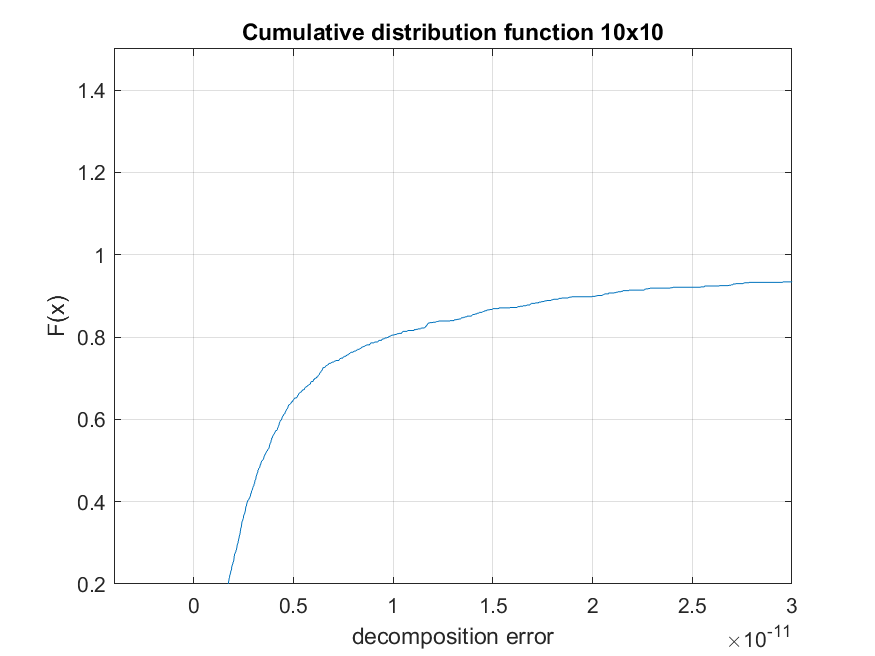 Cumulative distribution function 10x10
1.4
1.2
1
0.8
0.6
0.4
0.2
F(x)
0 0.5 1 1.5 2 2.5 3
decomposition error
×10^-11